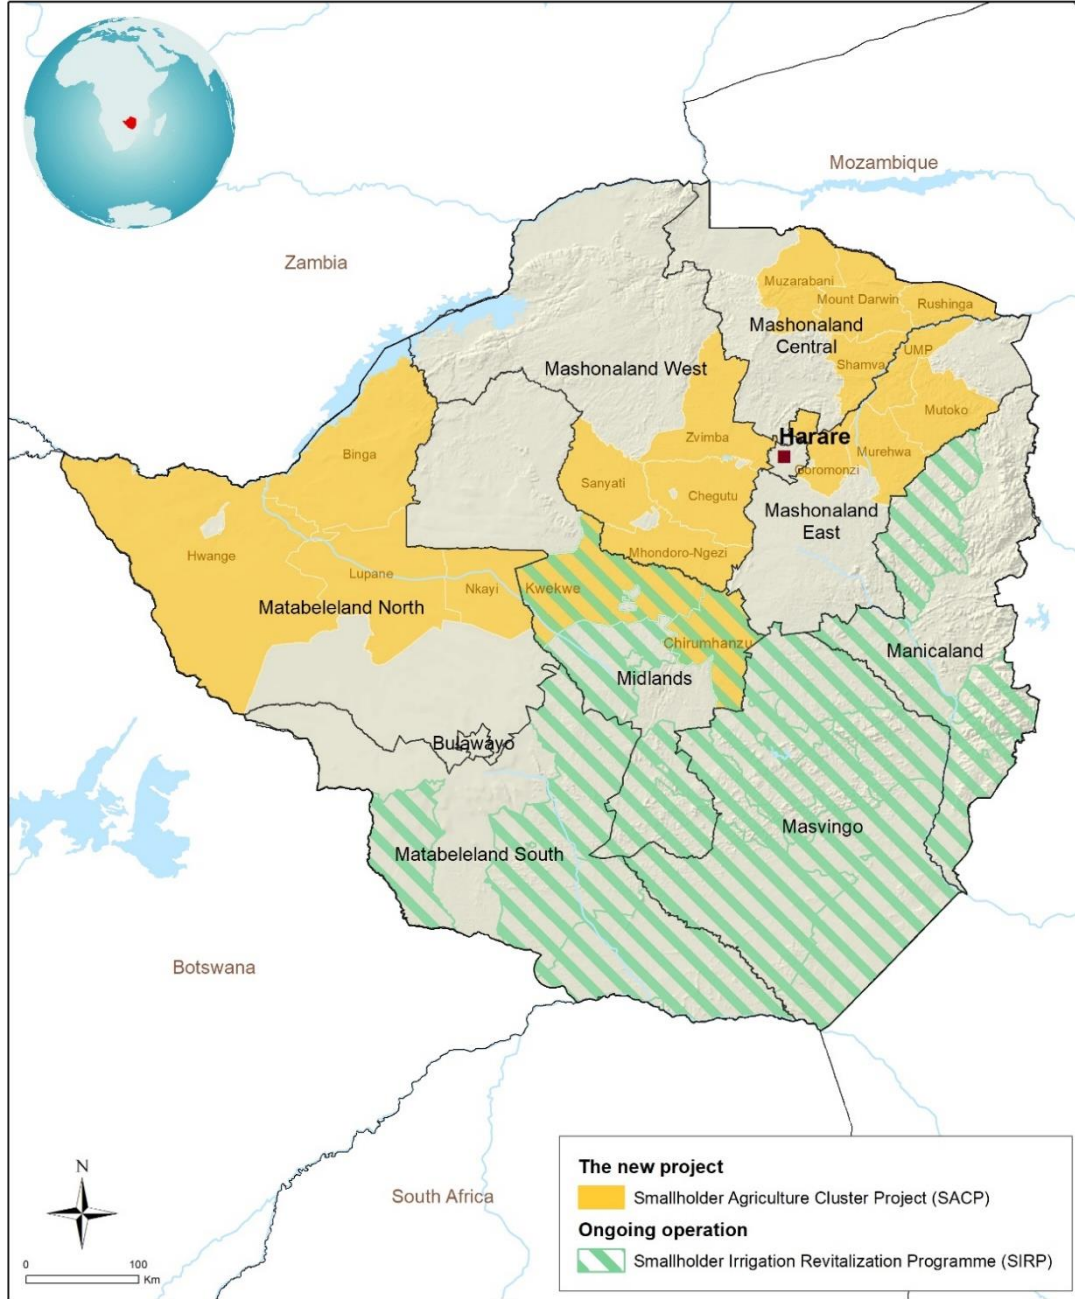 Mozambique
Zambia
Muzarabani
Mount Darwin
Rushinga
Mashonaland
Central
UMP
Shamva
Mashonaland West
Mutoko
Harare
Zvimba
Binga
Murehwa
Goromonzi
Sanyati
Chegutu
Mashonaland
East
Hwange
Mhondoro-Ngezi
Lupane
Nkayi
Kwekwe
Matabeleland North
Chirumhanzu
Manicaland
Midlands
Bulawayo
Masvingo
Matabeleland South
Botswana
South Africa
N
0
100
Km
The new project
Smallholder Agriculture Cluster Project (SACP)
Ongoing operation
Smallholder Irrigation Revitalization Programme (SIRP)